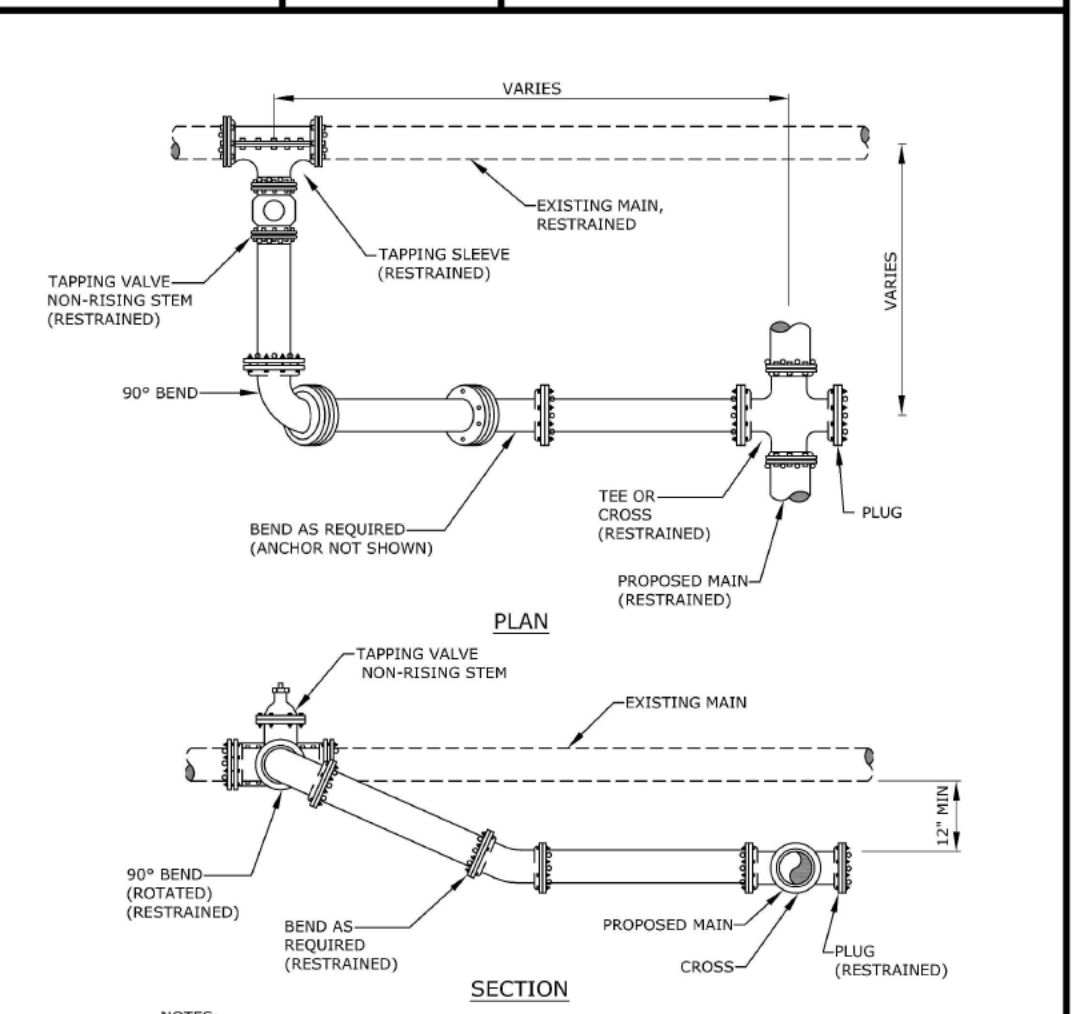 VARIES
EXISTING MAIN,
RESTRAINED
TAPPING SLEEVE
(RESTRAINED)
TAPPING VALVE
NON-RISING STEM
(RESTRAINED)
VARIES
90° BEND
TEE OR
CROSS
(RESTRAINED)
PLUG
BEND AS REQUIRED
(ANCHOR NOT SHOWN)
PROPOSED MAIN
(RESTRAINED)
PLAN
TAPPING VALVE
NON-RISING STEM
EXISTING MAIN
12" MIN
90° BEND
(ROTATED)
(RESTRAINED)
BEND AS
REQUIRED
(RESTRAINED)
PROPOSED MAIN
CROSS
PLUG
(RESTRAINED)
SECTION
NOTES